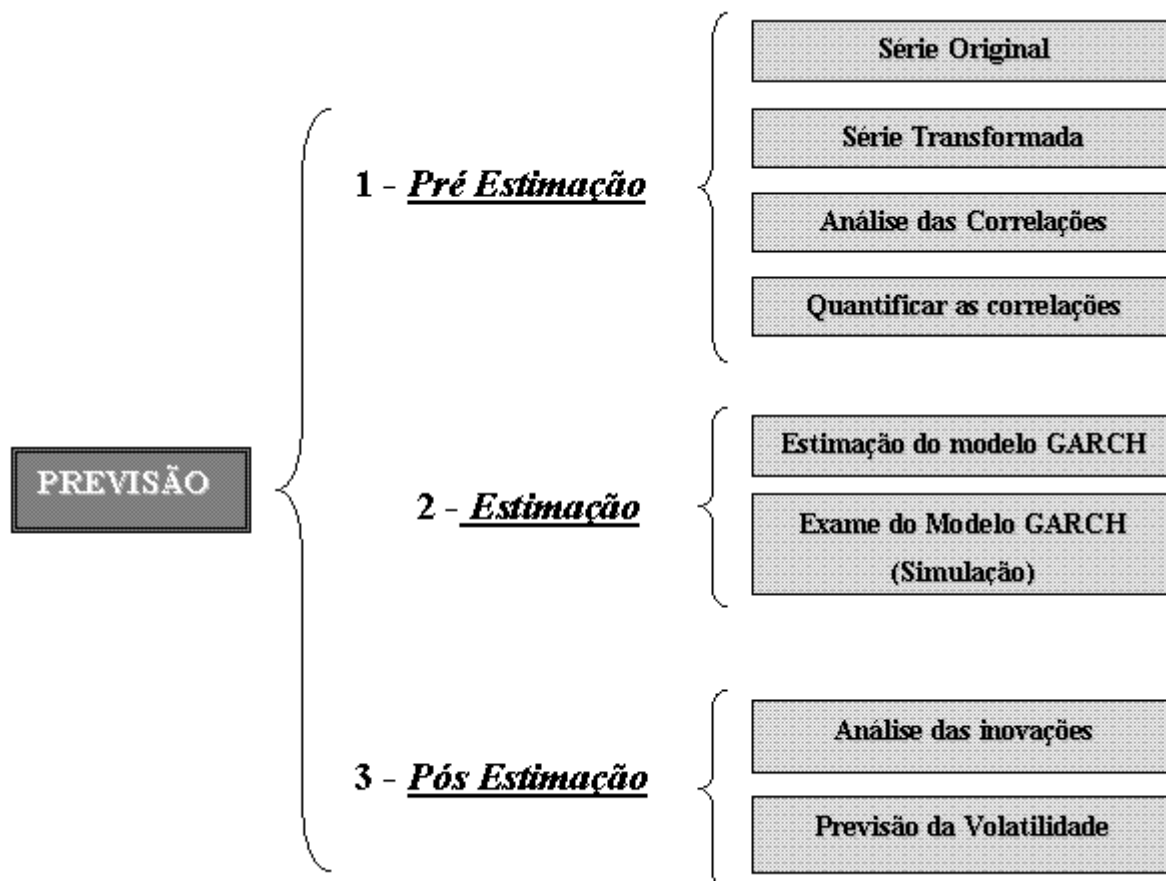 PREVISÃO
1 - Pré Estimação
Série Original
Série Transformada
Análise das Correlações
Quantificar as correlações
2 - Estimação
Estimação do modelo GARCH
Exame do Modelo GARCH
(Simulação)
3 - Pós Estimação
Análise das inovações
Previsão da Volatilidade